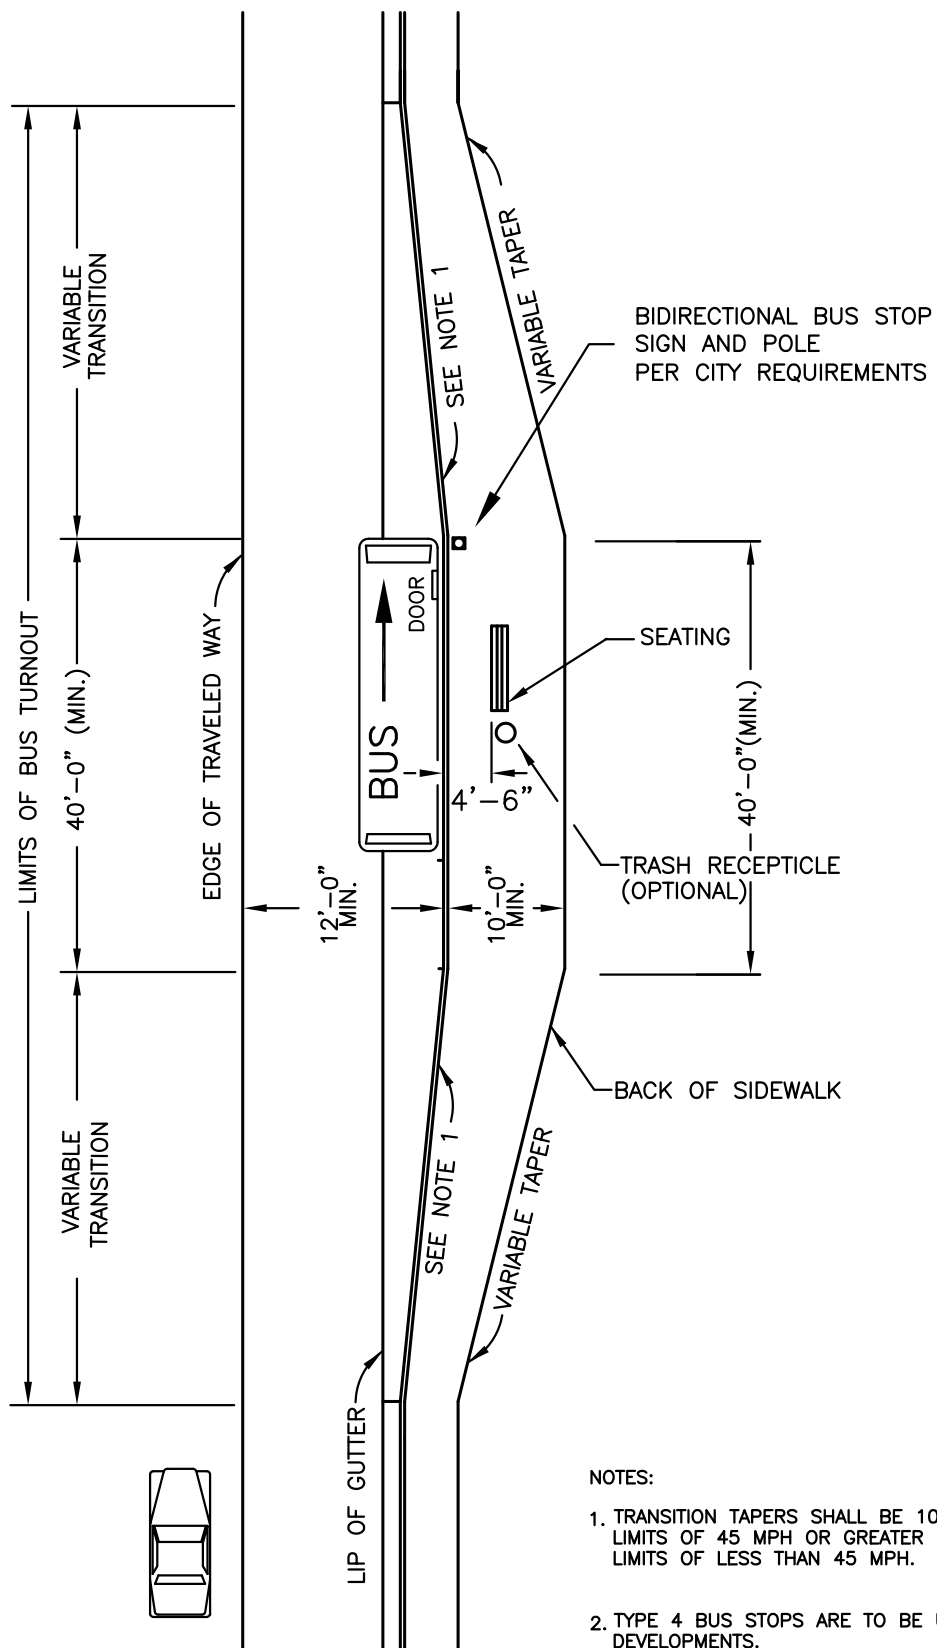 VARIABLE
TRANSITION
SEE NOTE 1
VARIABLE TAPER
BIDIRECTIONAL BUS STOP
SIGN AND POLE
PER CITY REQUIREMENTS
LIMITS OF BUS TURNOUT
40'-0" (MIN.)
EDGE OF TRAVELED WAY
DOOR
BUS
SEATING
4'-6"
40'-0"(MIN.)
TRASH RECEPTICLE
(OPTIONAL)
12'-0"
MIN.
10'-0"
MIN.
BACK OF SIDEWALK
VARIABLE
TRANSITION
SEE NOTE 1
VARIABLE TAPER
LIP OF GUTTER
NOTES:
1. TRANSITION TAPERS SHALL BE 10
LIMITS OF 45 MPH OR GREATER
LIMITS OF LESS THAN 45 MPH.
2. TYPE 4 BUS STOPS ARE TO BE
DEVELOPMENTS.